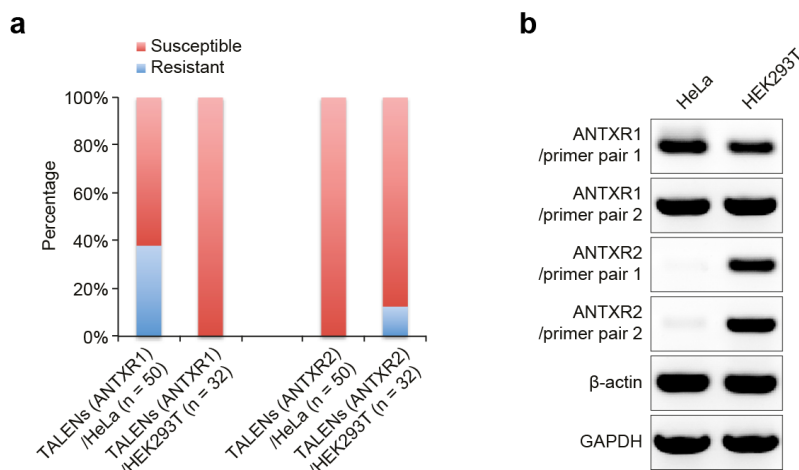 a
Susceptible
Resistant
100%
80%
60%
40%
20%
0%
Percentage
TALENs (ANTXR1)
/HeLa (n = 50)
TALENs (ANTXR1)
/HEK293T (n = 32)
TALENs (ANTXR2)
/HeLa (n = 50)
TALENs (ANTXR2)
/HEK293T (n = 32)
b
HeLa
HEK293T
ANTXR1
/primer pair 1
ANTXR1
/primer pair 2
ANTXR2
/primer pair 1
ANTXR2
/primer pair 2
β-actin
GAPDH